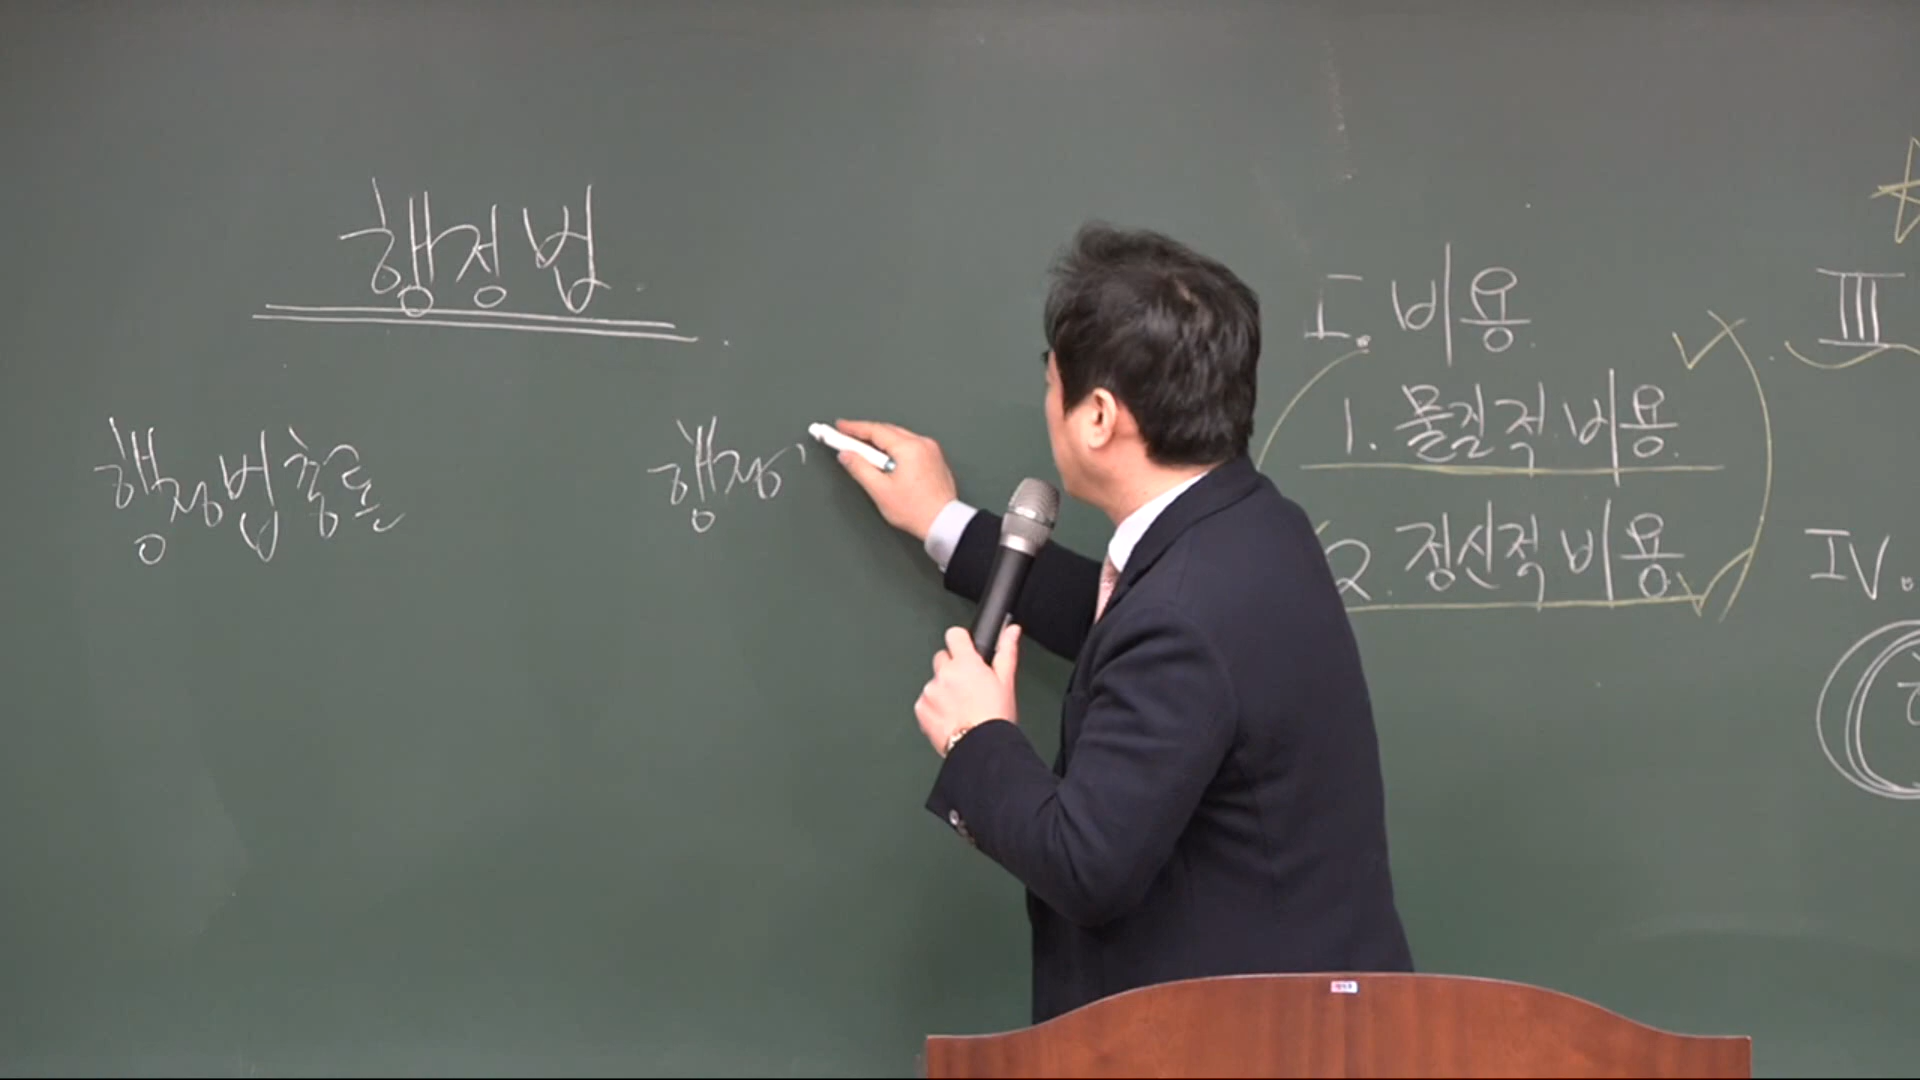 행정법
행정법총론
행정
I. 비용
1. 물질적 비용
2. 정신적 비용
III
IV.